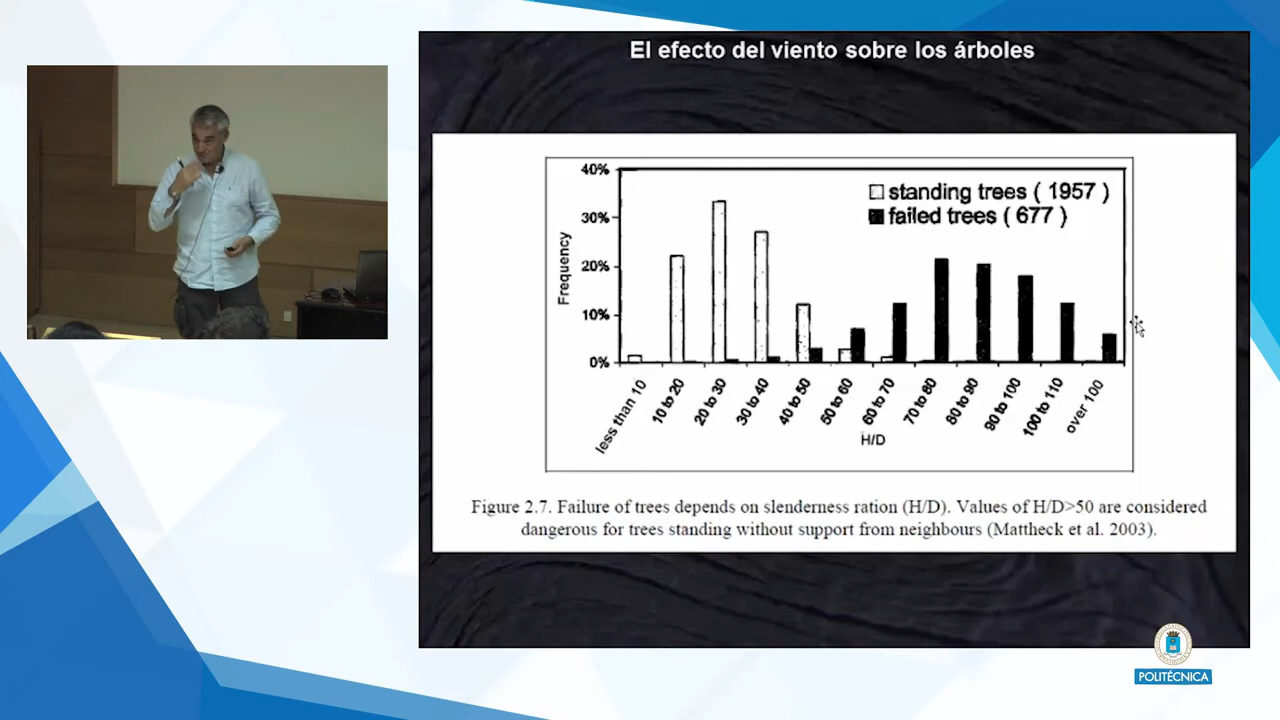 El efecto del viento sobre los árboles
40%
30%
20%
10%
0%
Frequency
standing trees ( 1957 )
failed trees ( 677 )
less than 10
10 to 20
20 to 30
30 to 40
40 to 50
50 to 60
60 to 70
70 to 80
80 to 90
90 to 100
100 to 110
over 100
H/D
Figure 2.7. Failure of trees depends on slenderness ration (H/D). Values of H/D>50 are considered
dangerous for trees standing without support from neighbours (Mattheck et al. 2003).
POLITÉCNICA